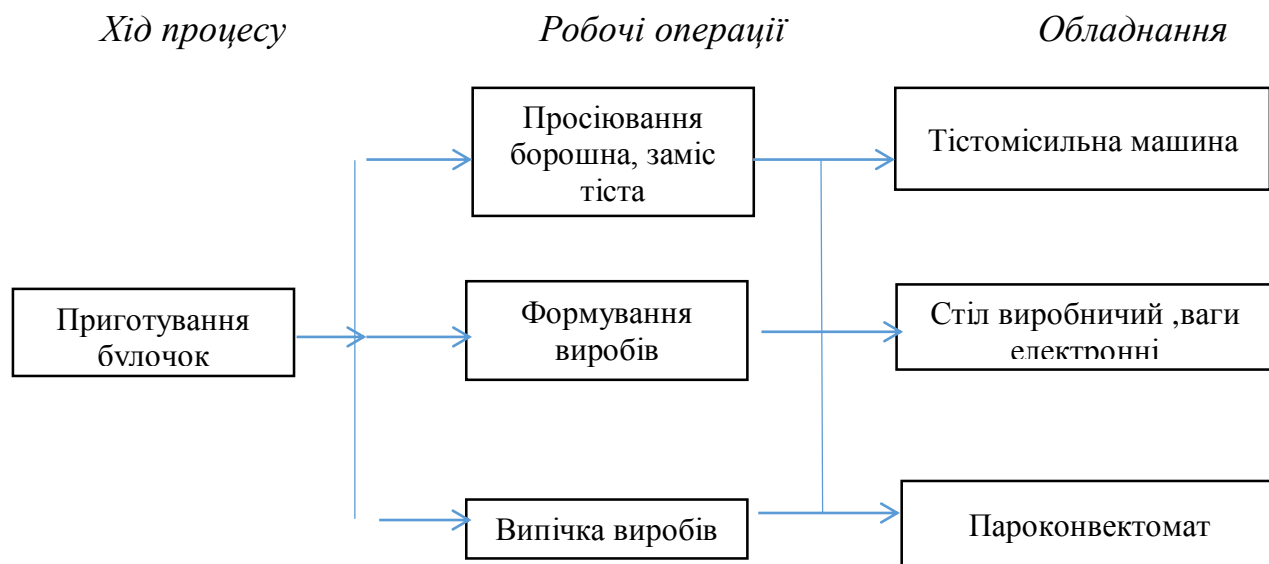 Хід процесу
Робочі операції
Обладнання
Просіювання
борошна, заміс
тіста
Тістомісильна машина
Приготування
булочок
Формування
виробів
Стіл виробничий ,ваги
електронні
Випічка виробів
Пароконвектомат